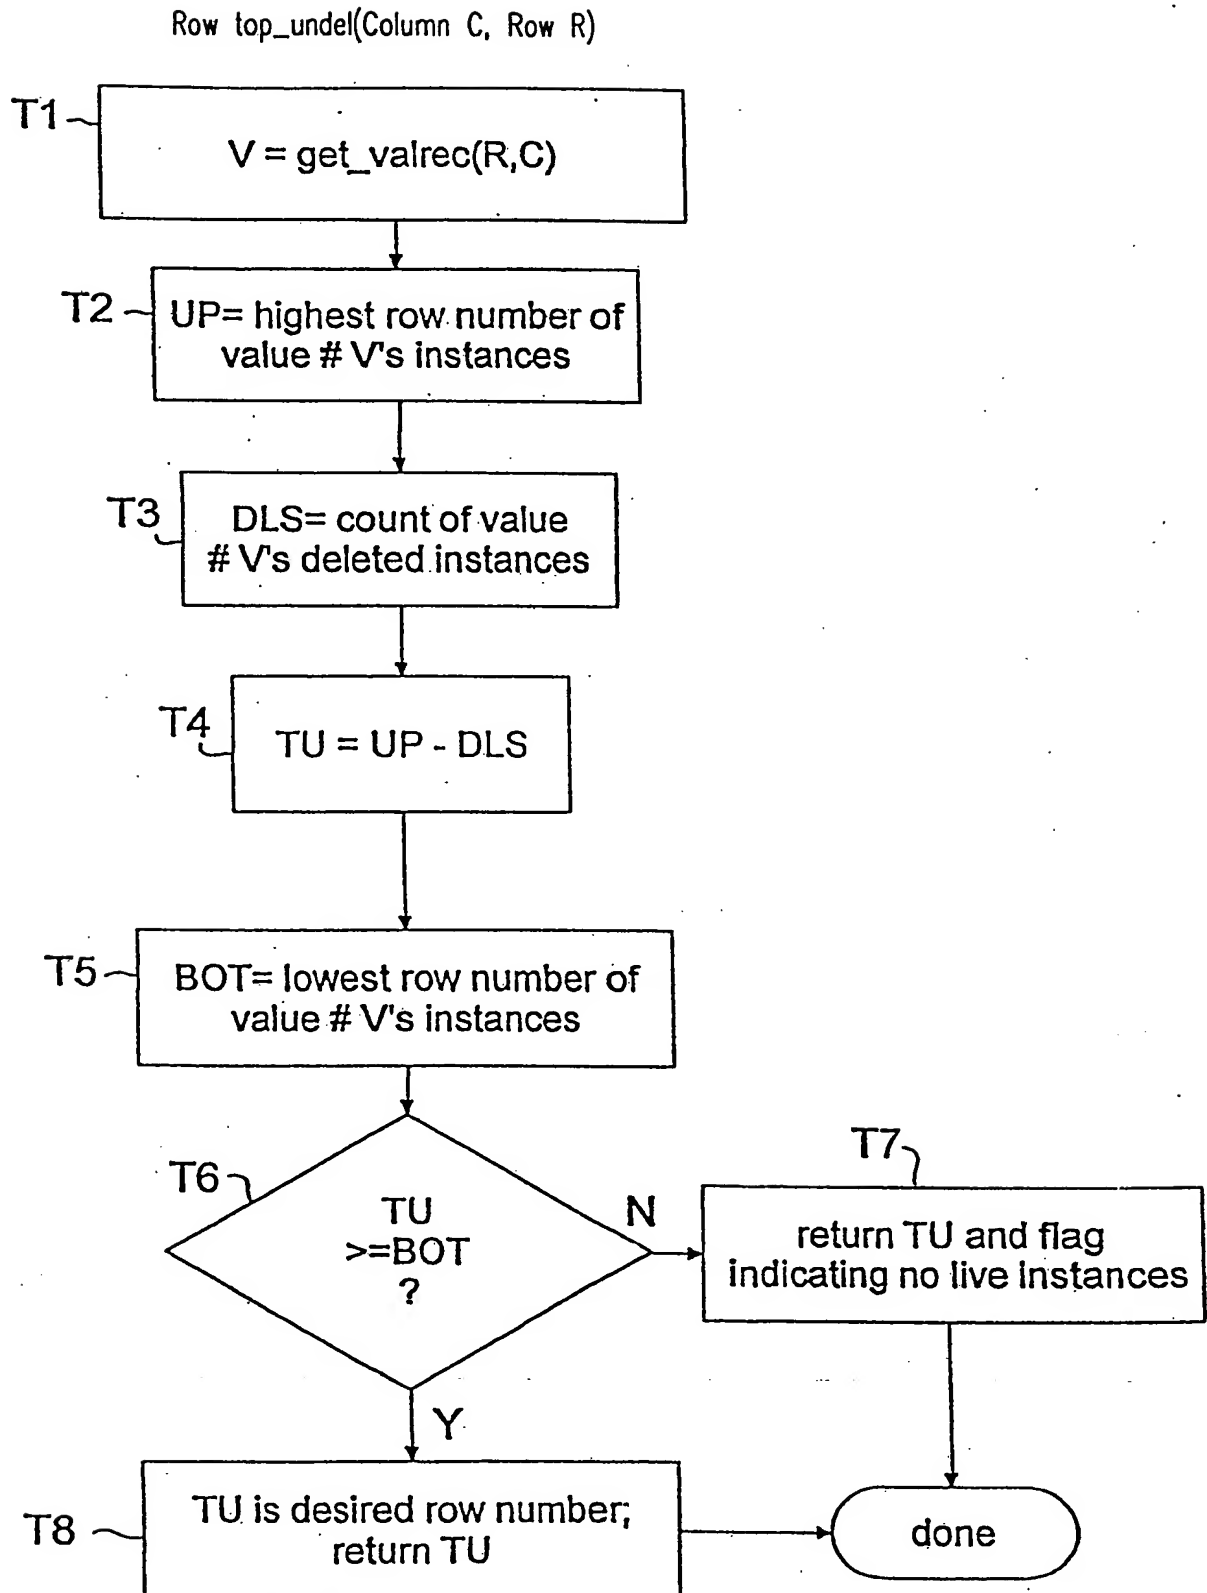 Row top_undel(Column C, Row R)
T1
V = get_valrec(R,C)
T2
UP= highest row number of
value # V's instances
T3
DLS= count of value
# V's deleted instances
T4
TU = UP - DLS
T5
BOT= lowest row number of
value # V's instances
T6
TU
>=BOT
?
N
T7
return TU and flag
indicating no live instances
Y
T8
TU is desired row number;
return TU
done